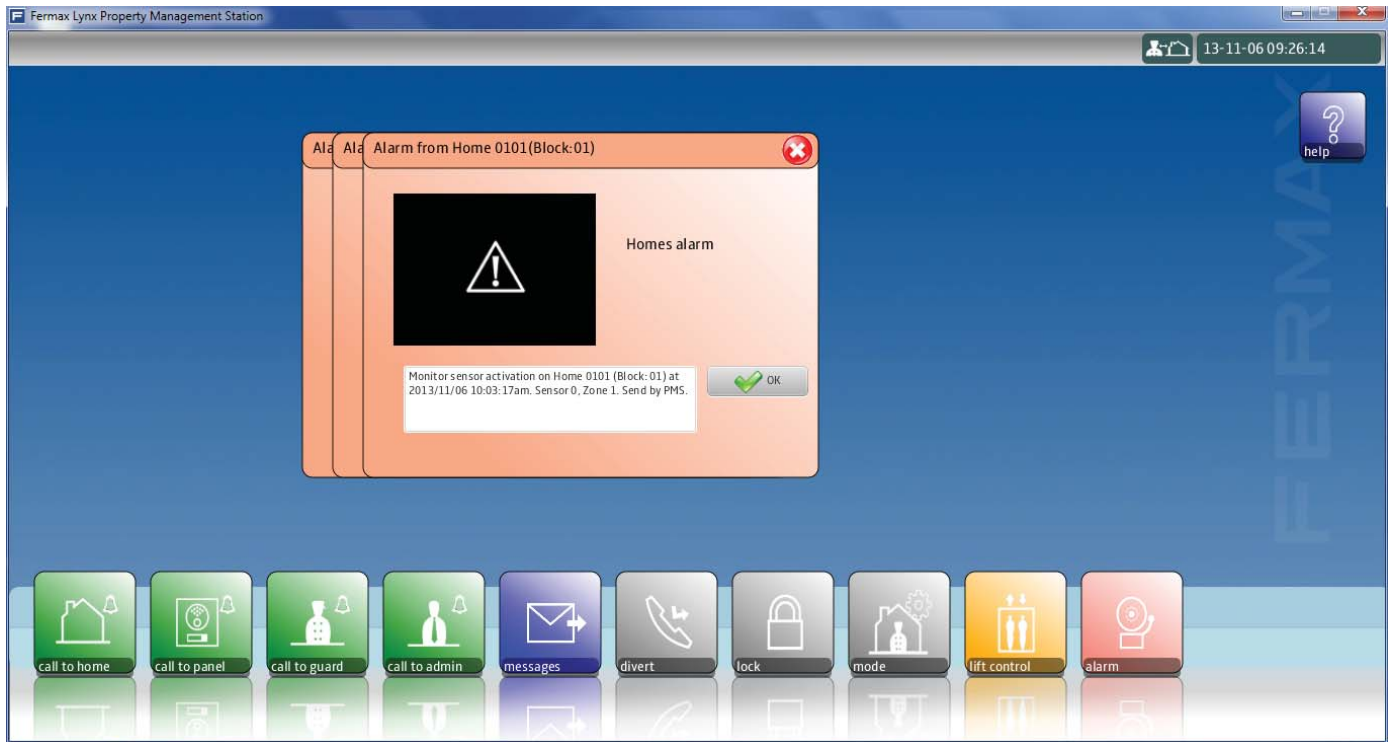 Fermax Lynx Property Management Station
13-11-06 09:26:14
help
Ala
Ala
Alarm from Home 0101(Block:01)
Homes alarm
Monitor sensor activation on Home 0101 (Block: 01) at
2013/11/06 10:03:17am. Sensor 0, Zone 1. Send by PMS.
OK
FERMAX
call to home
call to panel
call to guard
call to admin
messages
divert
lock
mode
lift control
alarm